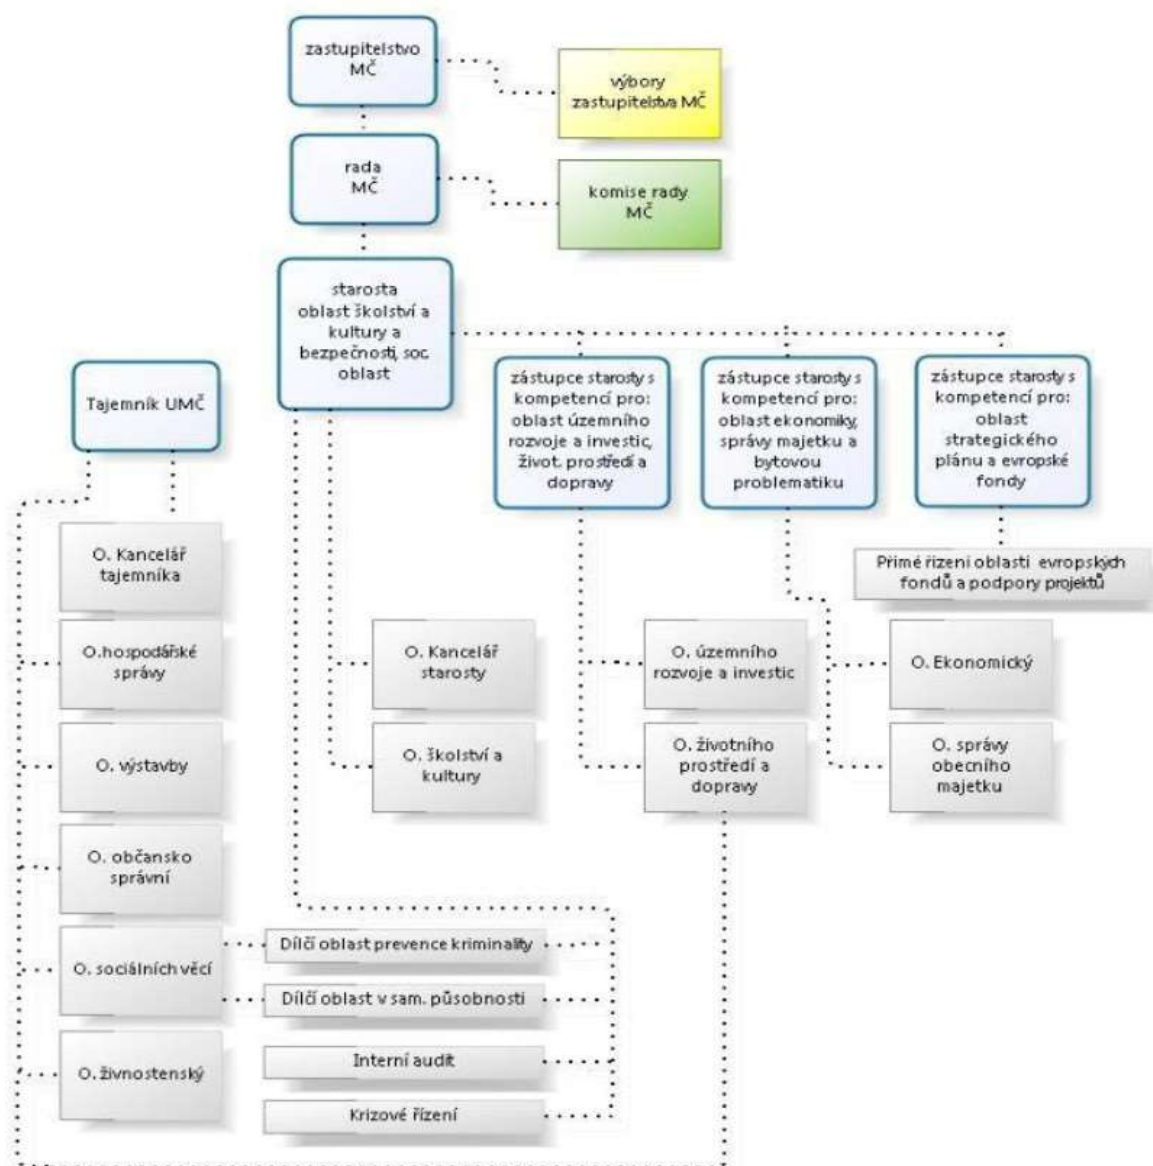 zastupitelstvo
MČ
výbory
zastupitelstva MČ
rada
MČ
komise rady
MČ
starosta
oblast školství a
kultury a
bezpečnosti, soc.
oblast
Tajemník UMČ
zástupce starosty s
kompetencí pro:
oblast územního
rozvoje a investic,
život. prostředí a
dopravy
zástupce starosty s
kompetencí pro:
oblast ekonomiky,
správy majetku a
bytovou
problematiku
zástupce starosty s
kompetencí pro:
oblast
strategického
plánu a evropské
fondy
O. Kancelář
tajemníka
Přímé řízení oblasti evropských
fondů a podpory projektů
O.hospodářské
správy
O. Kancelář
starosty
O. územního
rozvoje a investic
O. Ekonomický
O. výstavby
O. školství a
kultury
O. životního
prostředí a
dopravy
O. správy
obecního
majetku
O. občansko
správní
O. sociálních věcí
Dílčí oblast prevence kriminality
Dílčí oblast v sam. působnosti
O. živnostenský
Interní audit
Krizové řízení